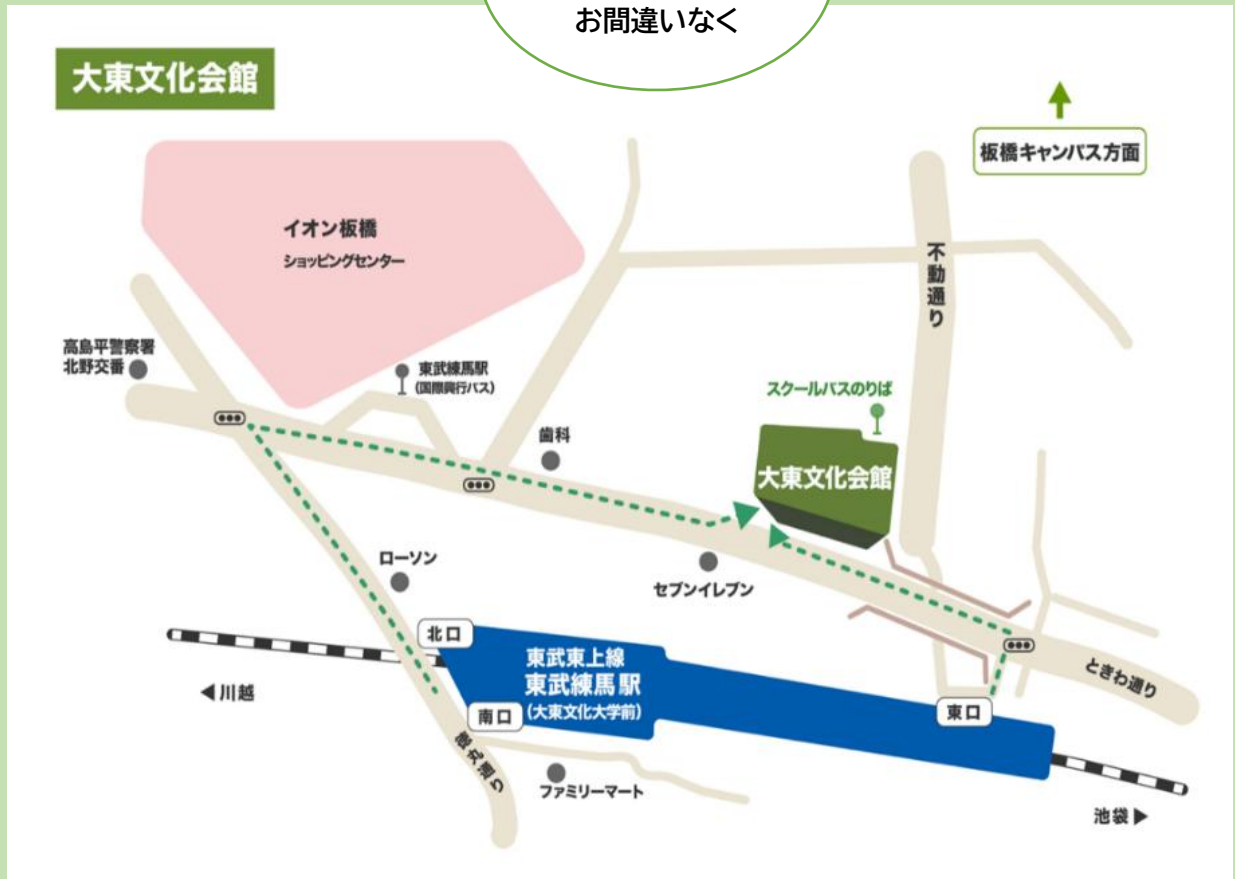 お間違いなく
大東文化会館
板橋キャンパス方面
イオン板橋
ショッピングセンター
不動通り
高島平警察署
北野交番
東武練馬駅
(国際興行バス)
スクールバスのりば
歯科
大東文化会館
ローソン
セブンイレブン
北口
東武東上線
東武練馬駅
(大東文化大学前)
ときわ通り
◀川越
南口
東口
徳丸通り
ファミリーマート
池袋▶